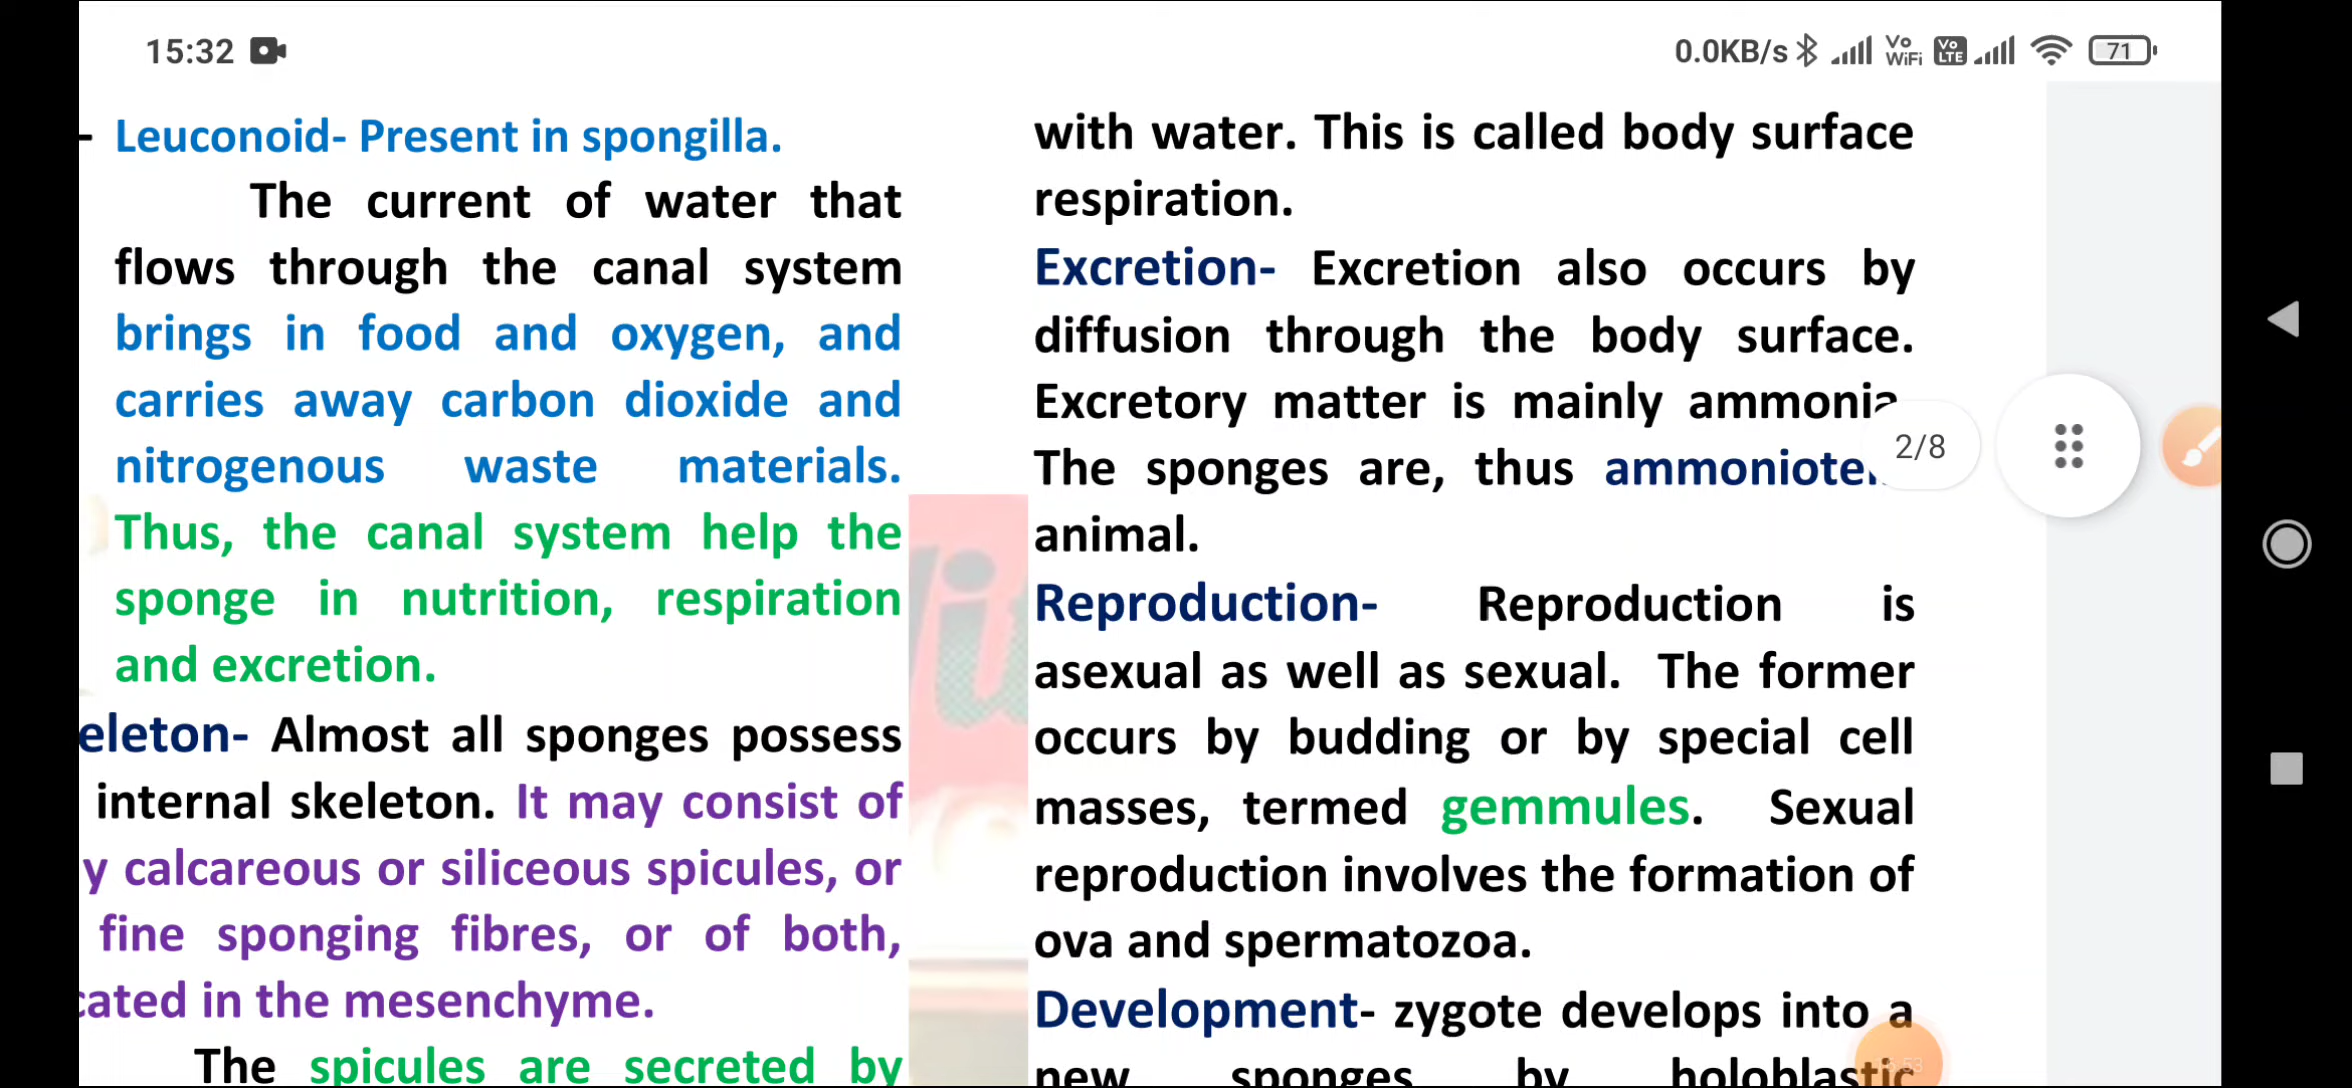 15:32
0.0KB/s Vo WiFi Vo LTE 71
- Leuconoid- Present in spongilla.
The current of water that
flows through the canal system
brings in food and oxygen, and
carries away carbon dioxide and
nitrogenous waste materials.
Thus, the canal system help the
sponge in nutrition, respiration
and excretion.
eleton- Almost all sponges possess
internal skeleton. It may consist of
y calcareous or siliceous spicules, or
fine sponging fibres, or of both,
cated in the mesenchyme.
The spicules are secreted by
with water. This is called body surface
respiration.
Excretion- Excretion also occurs by
diffusion through the body surface.
Excretory matter is mainly ammonia
The sponges are, thus
animal.
Reproduction- Reproduction is
asexual as well as sexual. The former
occurs by budding or by special cell
masses, termed gemmules. Sexual
reproduction involves the formation of
ova and spermatozoa.
Development- zygote develops into a
new sponges by holoblastic
2/8